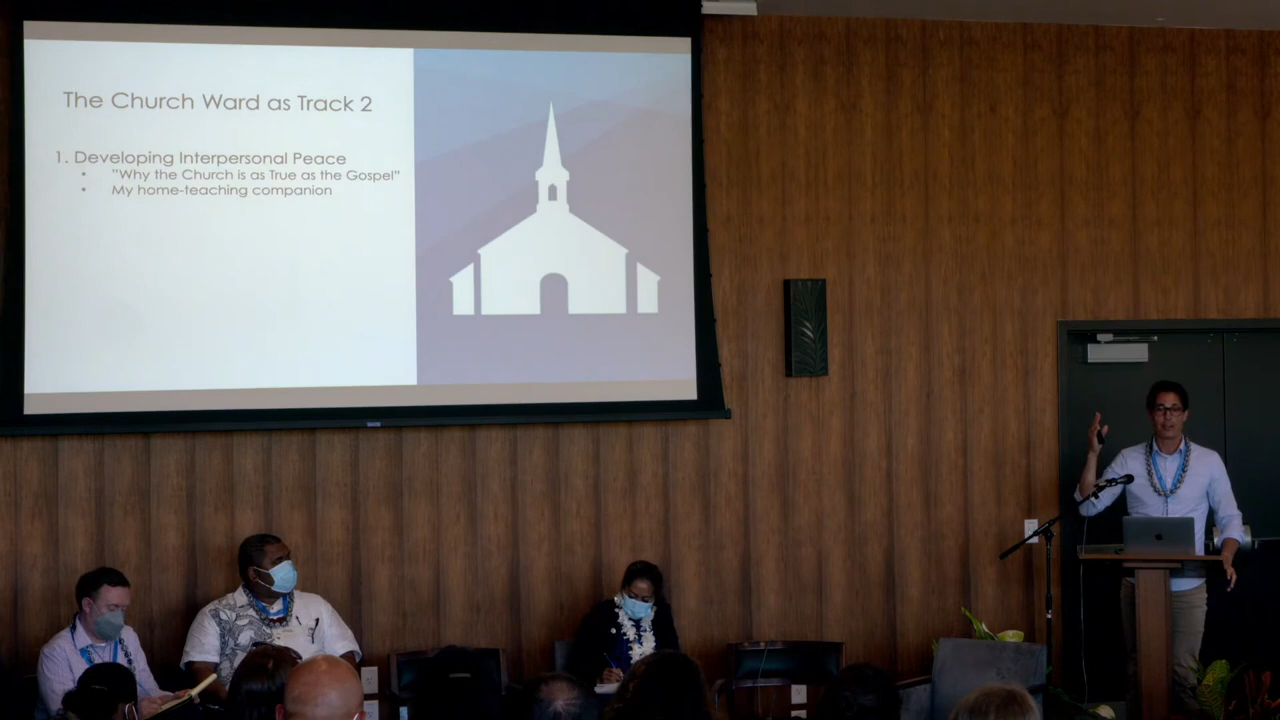 The Church Ward as Track 2
1. Developing Interpersonal Peace
• "Why the Church is as True as the Gospel"
• My home-teaching companion